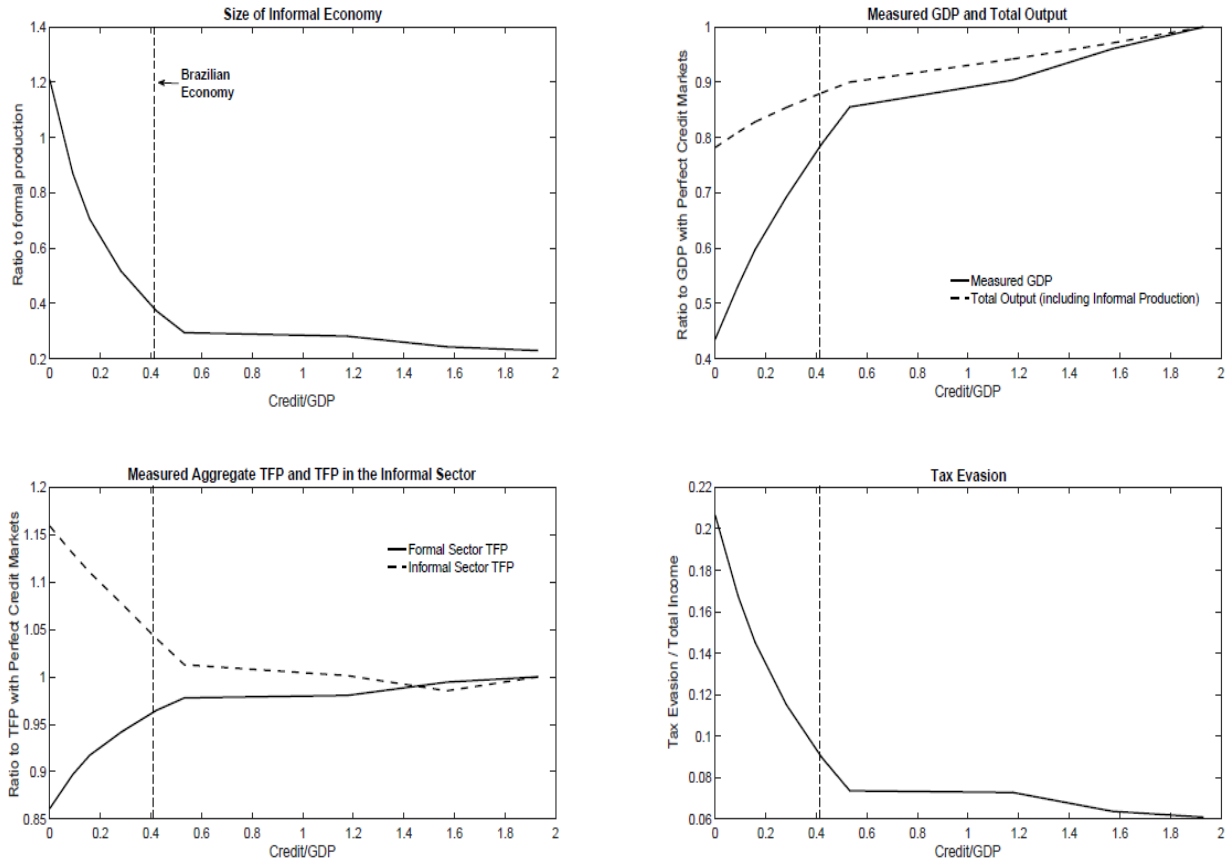 Size of Informal Economy
1.4
1.2
1
0.8
0.6
0.4
0.2
Ratio to formal production
Brazilian
Economy
0 0.2 0.4 0.6 0.8 1 1.2 1.4 1.6 1.8 2
Credit/GDP
Measured GDP and Total Output
1
0.9
0.8
0.7
0.6
0.5
0.4
Ratio to GDP with Perfect Credit Markets
Measured GDP
Total Output (including Informal Production)
0 0.2 0.4 0.6 0.8 1 1.2 1.4 1.6 1.8 2
Credit/GDP
Measured Aggregate TFP and TFP in the Informal Sector
1.2
1.15
1.1
1.05
1
0.95
0.9
0.85
Ratio to TFP with Perfect Credit Markets
Formal Sector TFP
Informal Sector TFP
0 0.2 0.4 0.6 0.8 1 1.2 1.4 1.6 1.8 2
Credit/GDP
Tax Evasion
0.22
0.2
0.18
0.16
0.14
0.12
0.1
0.08
0.06
Tax Evasion / Total Income
0 0.2 0.4 0.6 0.8 1 1.2 1.4 1.6 1.8 2
Credit/GDP